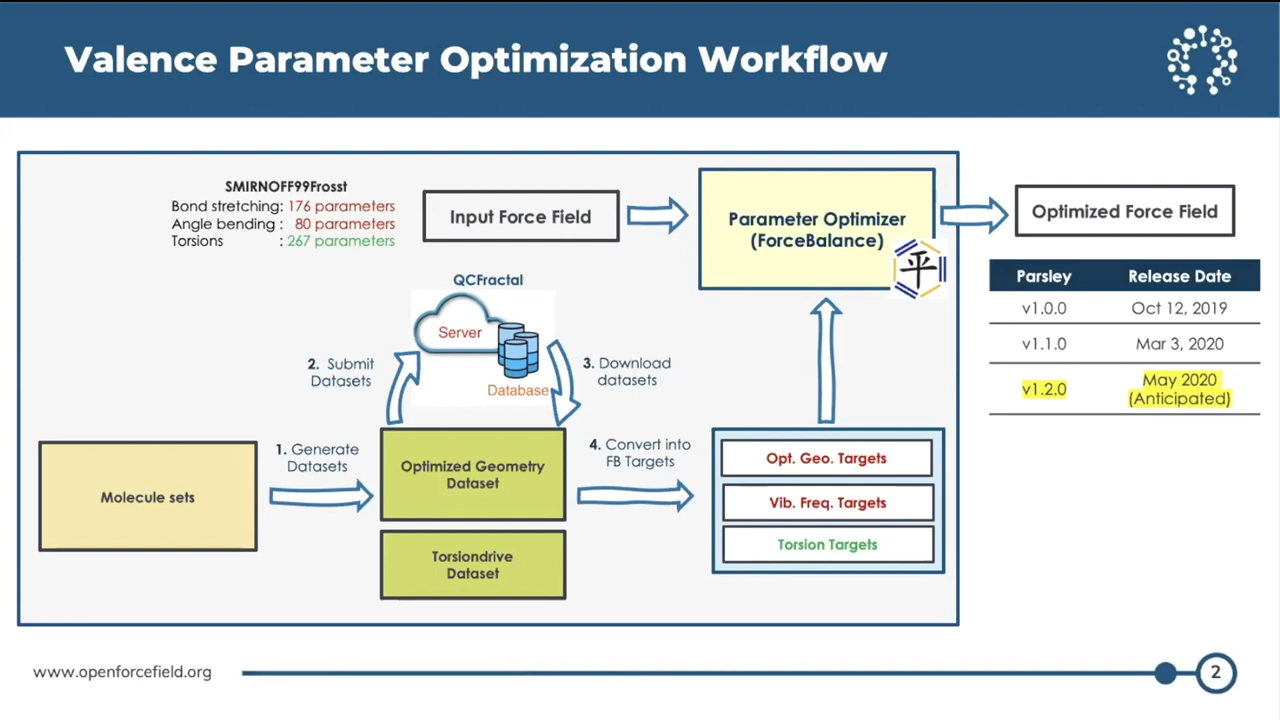 Valence Parameter Optimization Workflow
SMIRNOFF99Frosst
Bond stretching: 176 parameters
Angle bending : 80 parameters
Torsions : 267 parameters
Input Force Field
Parameter Optimizer
(ForceBalance)
平
Optimized Force Field
Parsley Release Date
v1.0.0 Oct 12, 2019
v1.1.0 Mar 3, 2020
v1.2.0 May 2020
(Anticipated)
QCFractal
Server
Database
2. Submit
Datasets
3. Download
datasets
Molecule sets
1. Generate
Datasets
Optimized Geometry
Dataset
Torsiondrive
Dataset
4. Convert into
FB Targets
Opt. Geo. Targets
Vib. Freq. Targets
Torsion Targets
www.openforcefield.org
2